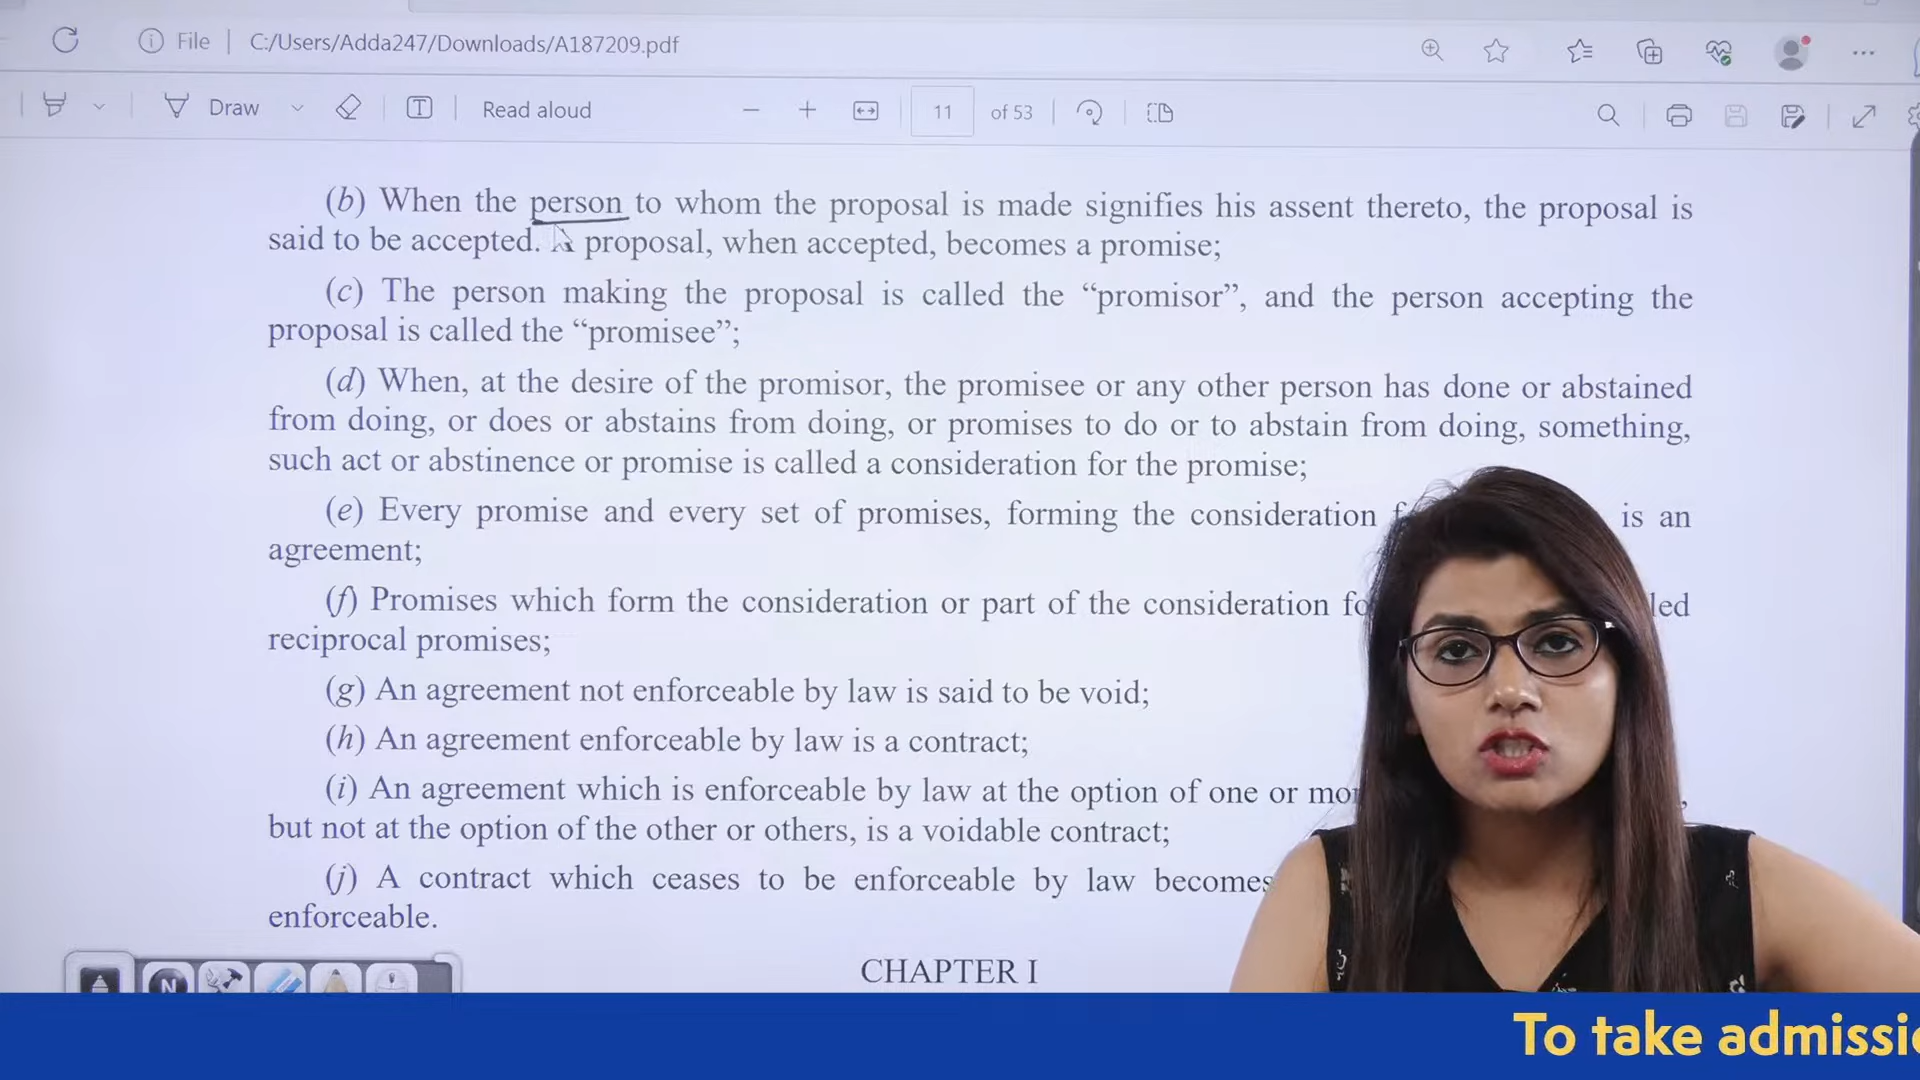 File | C:/Users/Adda247/Downloads/A187209.pdf
Draw Read aloud 11 of 53
(b) When the person to whom the proposal is made signifies his assent thereto, the proposal is
said to be accepted. A proposal, when accepted, becomes a promise;
(c) The person making the proposal is called the “promisor”, and the person accepting the
proposal is called the “promisee”;
(d) When, at the desire of the promisor, the promisee or any other person has done or abstained
from doing, or does or abstains from doing, or promises to do or to abstain from doing, something,
such act or abstinence or promise is called a consideration for the promise;
(e) Every promise and every set of promises, forming the consideration is an
agreement;
(f) Promises which form the consideration or part of the consideration
reciprocal promises;
(g) An agreement not enforceable by law is said to be void;
(h) An agreement enforceable by law is a contract;
(i) An agreement which is enforceable by law at the option of one or
but not at the option of the other or others, is a voidable contract;
(j) A contract which ceases to be enforceable by law becomes
enforceable.
CHAPTER I
N
To take